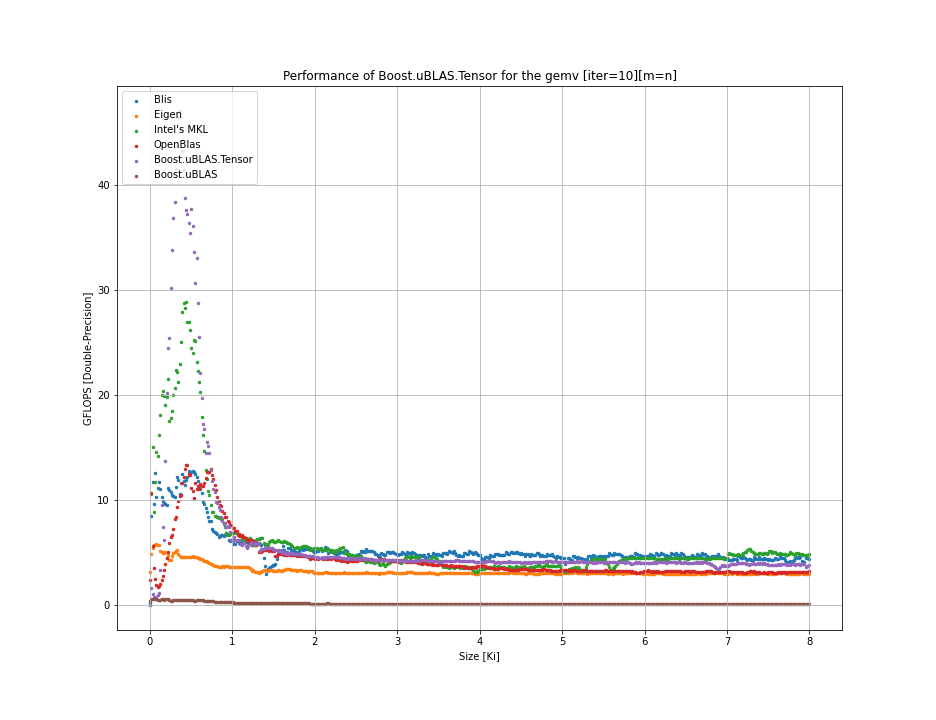 Performance of Boost.uBLAS.Tensor for the gemv [iter=10][m=n]
Blis
Eigen
Intel's MKL
OpenBlas
Boost.uBLAS.Tensor
Boost.uBLAS
GFLOPS [Double-Precision]
40
30
20
10
0
0 1 2 3 4 5 6 7 8
Size [Ki]